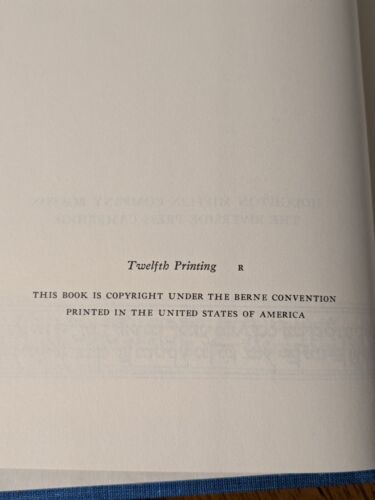 Twelfth Printing R
THIS BOOK IS COPYRIGHT UNDER THE BERNE CONVENTION
PRINTED IN THE UNITED STATES OF AMERICA